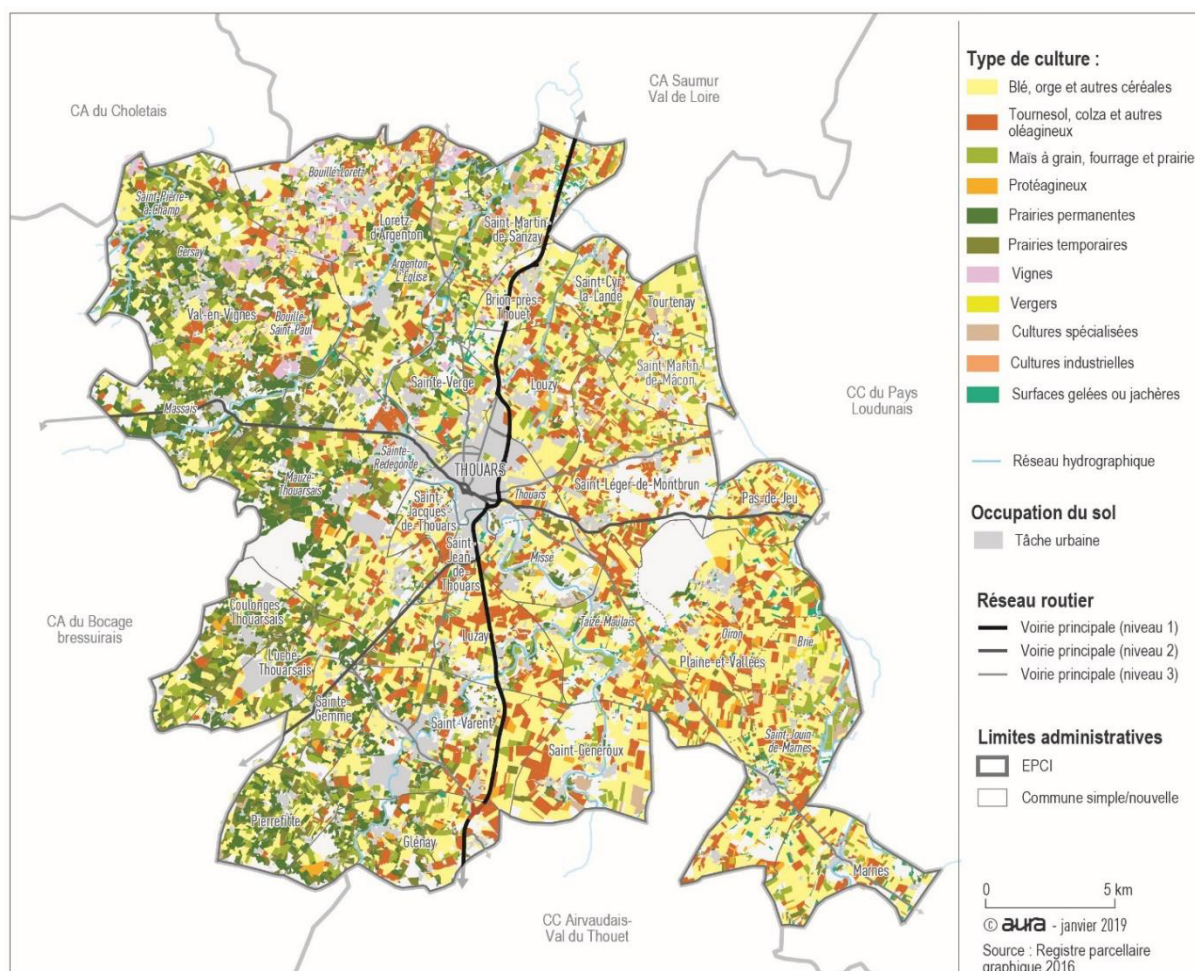 CA du Choletais
CA Saumur
Val de Loire
Bouillé-Loretz
Saint-Pierre-
à-Champ
Loretz-
d'Argenton
Saint-Martin-
de-Sanzay
Cersay
Argenton-
L'Église
Saint-Cyr-
la-Lande
Tourtenay
Brion-près-
Thouet
Val-en-Vignes
Bouillé-
Saint-Paul
Saint-Martin-
de-Mâcon
Sainte-Verge
Louzy
CC du Pays
Loudunais
Massais
Sainte-
Radegonde
THOUARS
Mauzé-
Thouarsais
Thouars
Saint-Léger-de-Montbrun
Pas-de-Jeu
Saint-
Jacques-
de-Thouars
Saint-
Jean-
de-
Thouars
Missé
CA du Bocage
bressuirais
Coulonges-
Thouarsais
Taizé-Maulais
Oiron
Brie
Luzay
Plaine-et-Vallées
Luché-
Thouarsais
Sainte-
Gemme
Saint-Varent
Saint-Généroux
Saint-Jouin-
de-Marnes
Pierrefitte
Glénay
Marnes
CC Airvaudais-
Val du Thouet
Type de culture :
Blé, orge et autres céréales
Tournesol, colza et autres
oléagineux
Maïs à grain, fourrage et prairie
Protéagineux
Prairies permanentes
Prairies temporaires
Vignes
Vergers
Cultures spécialisées
Cultures industrielles
Surfaces gelées ou jachères
Réseau hydrographique
Occupation du sol
Tâche urbaine
Réseau routier
Voirie principale (niveau 1)
Voirie principale (niveau 2)
Voirie principale (niveau 3)
Limites administratives
EPCI
Commune simple/nouvelle
0 5 km
© aura - janvier 2019
Source : Registre parcellaire
graphique 2016